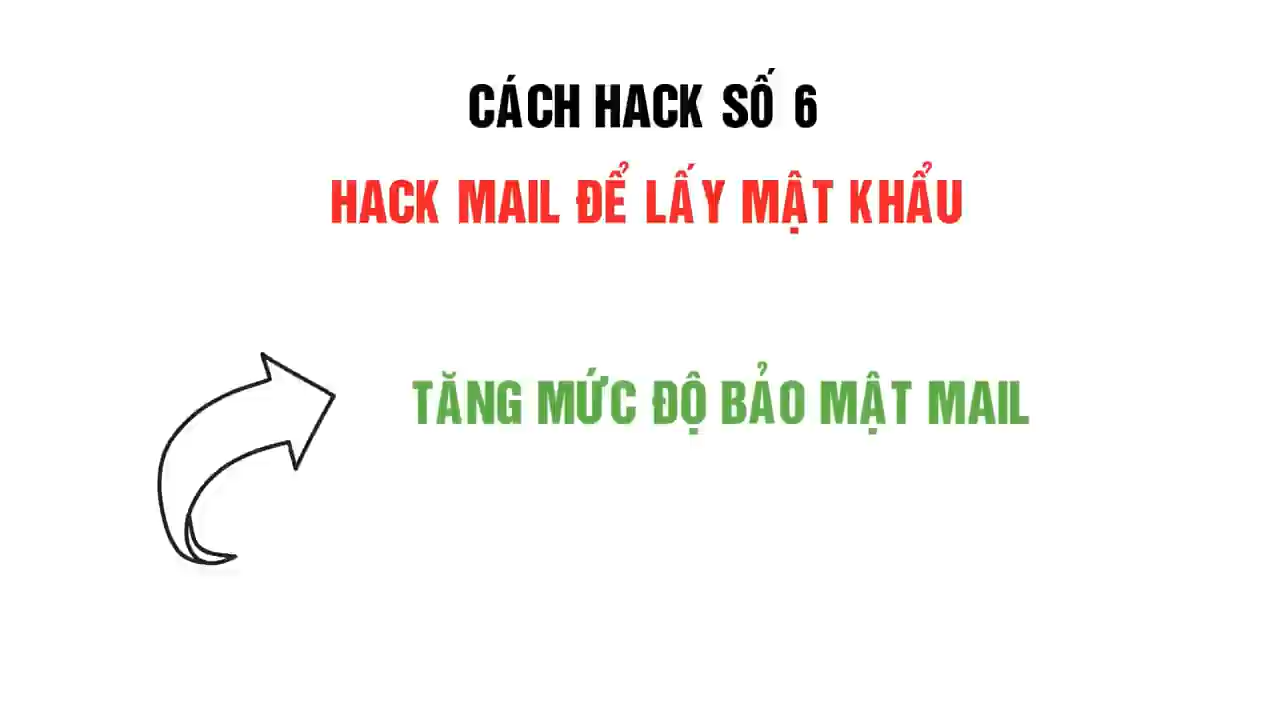 CÁCH HACK SỐ 6
HACK MAIL ĐỂ LẤY MẬT KHẨU
TĂNG MỨC ĐỘ BẢO MẬT MAIL